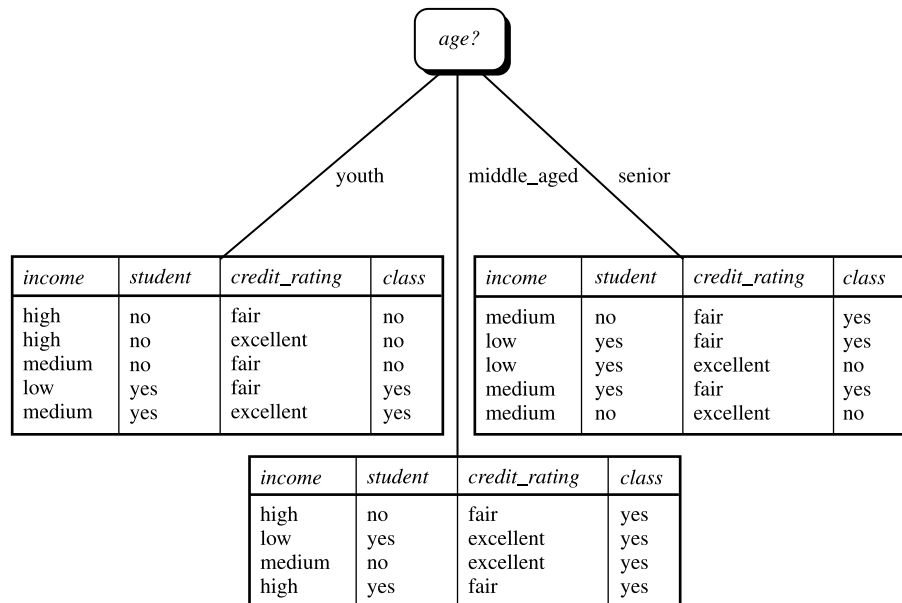 age?
youth
middle_aged
senior
income student credit_rating class
high no fair no
high no excellent no
medium no fair no
low yes fair yes
medium yes excellent yes
income student credit_rating class
medium no fair yes
low yes fair yes
low yes excellent no
medium yes fair yes
medium no excellent no
income student credit_rating class
high no fair yes
low yes excellent yes
medium no excellent yes
high yes fair yes